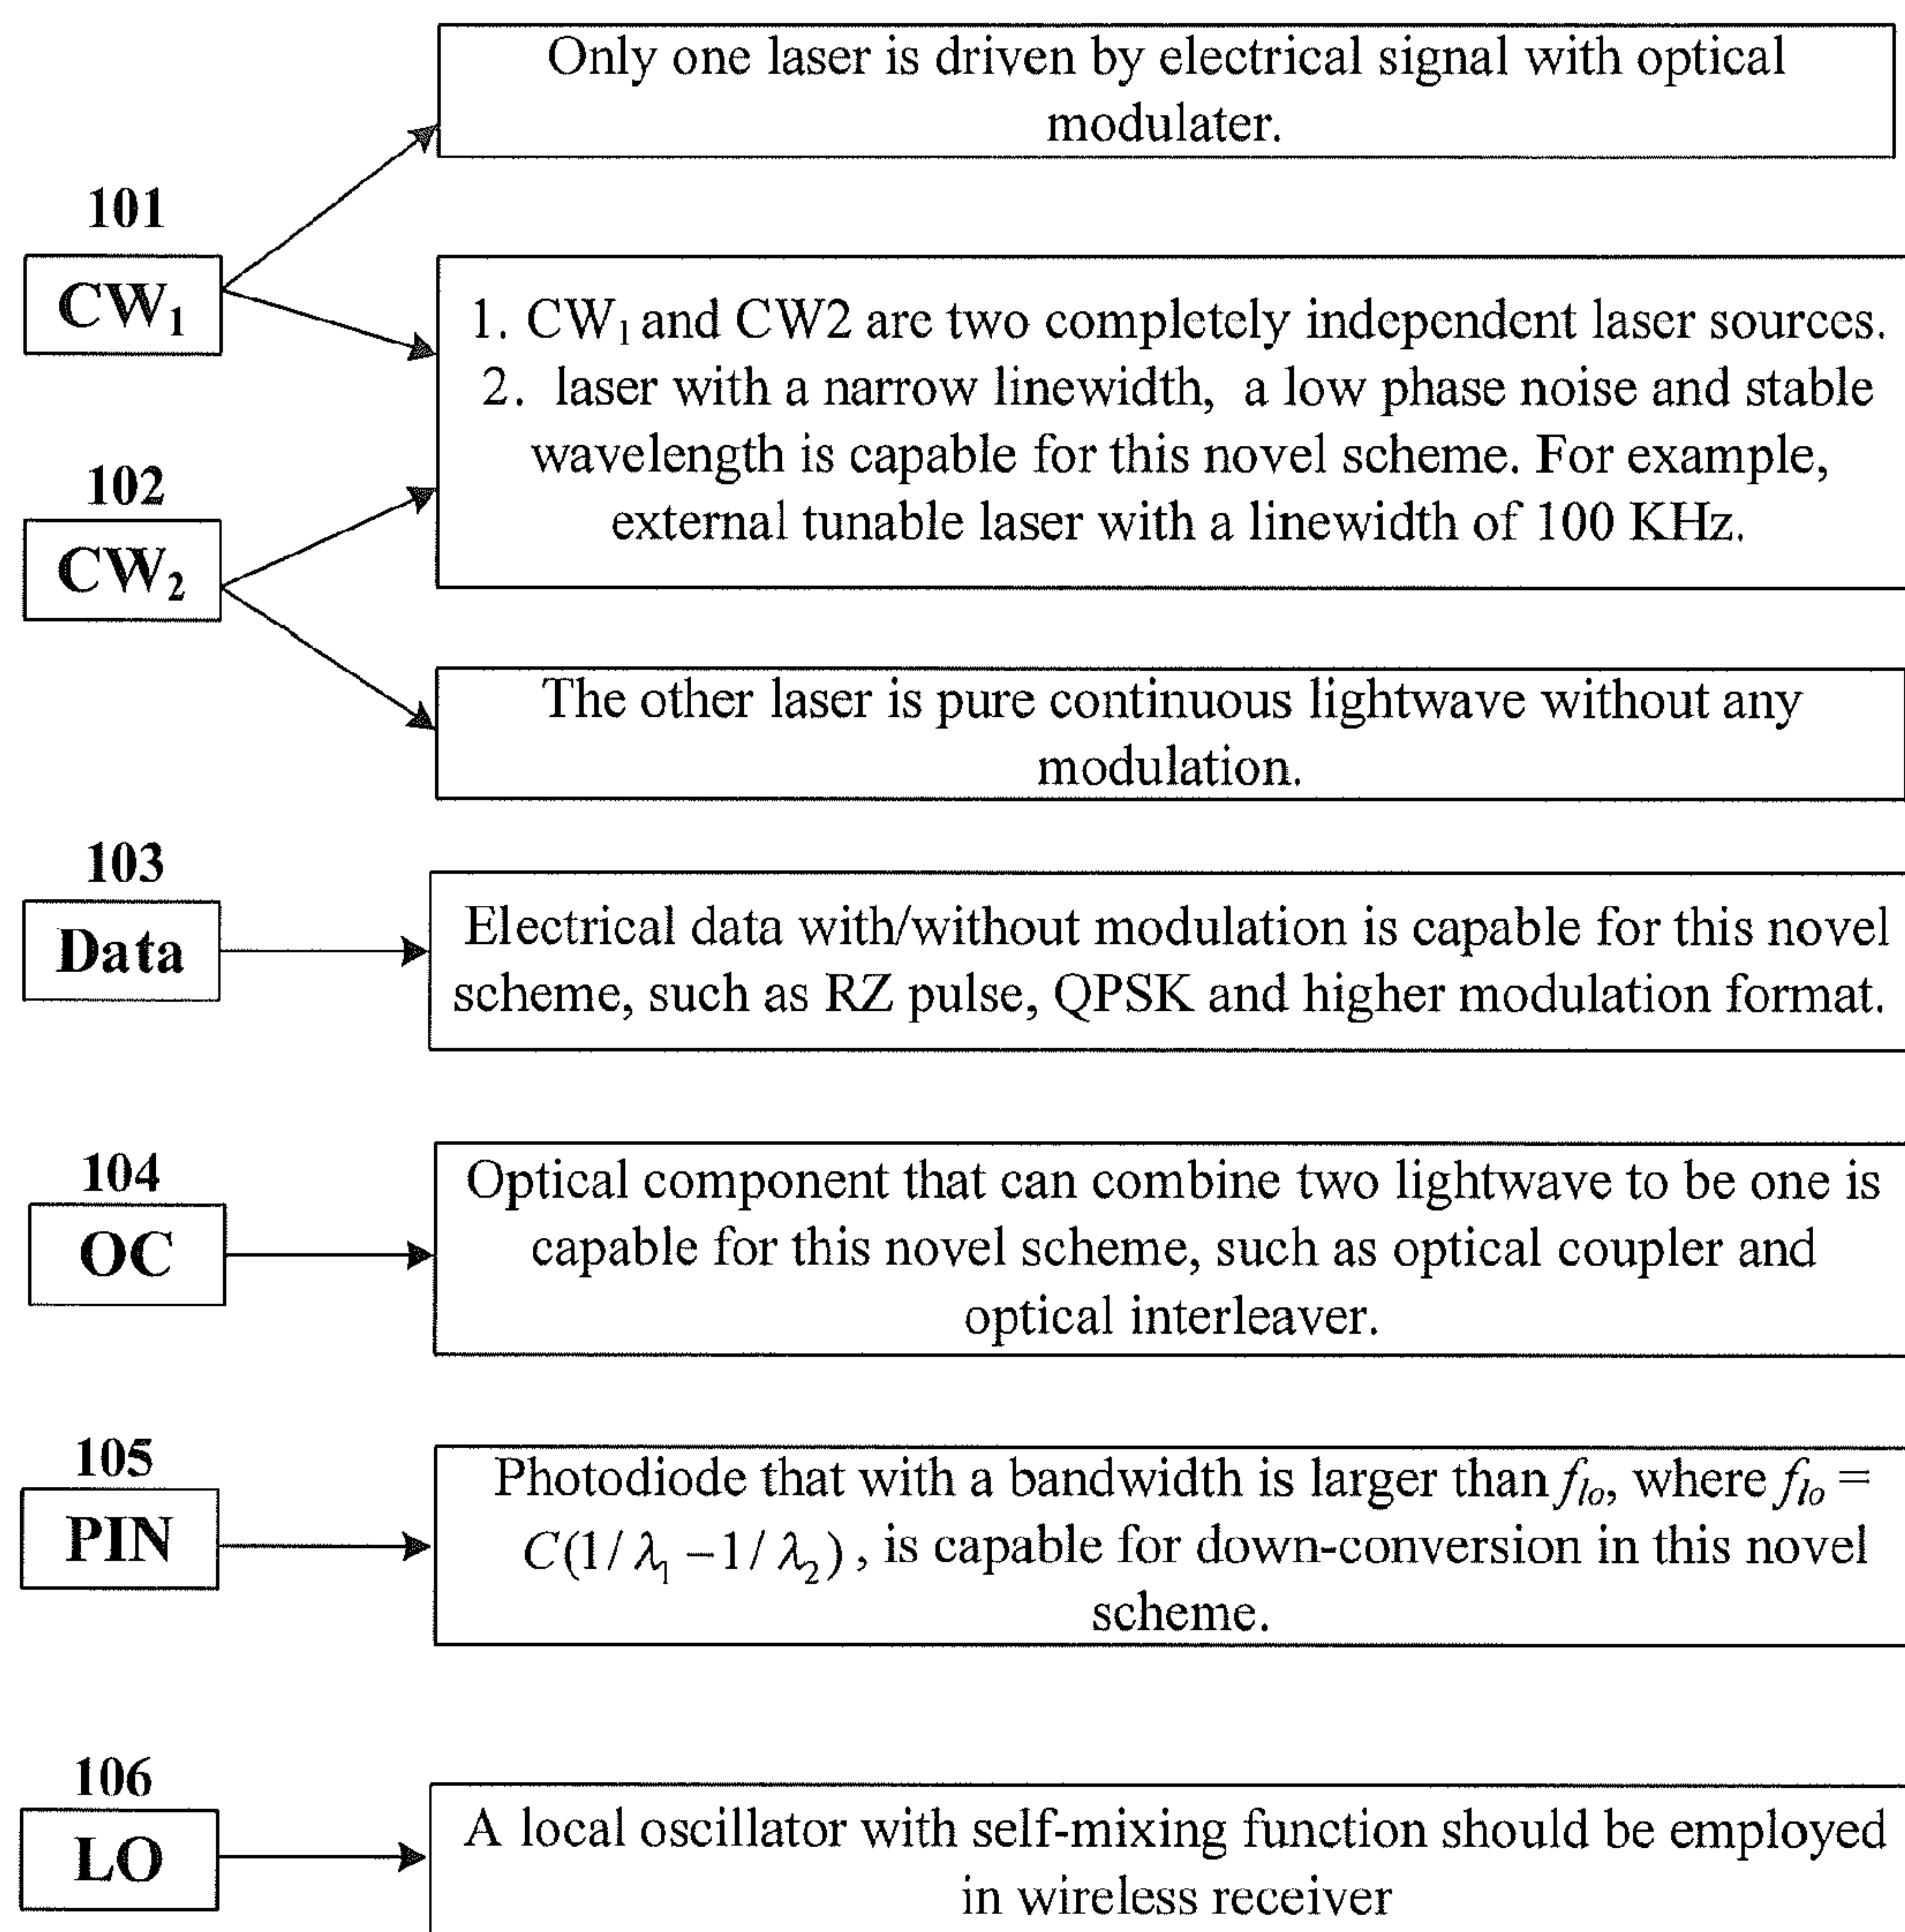 Only one laser is driven by electrical signal with optical
modulater.
101
CW₁
1. CW₁ and CW2 are two completely independent laser sources.
2. laser with a narrow linewidth, a low phase noise and stable
wavelength is capable for this novel scheme. For example,
external tunable laser with a linewidth of 100 KHz.
102
CW₂
The other laser is pure continuous lightwave without any
modulation.
103
Data
Electrical data with/without modulation is capable for this novel
scheme, such as RZ pulse, QPSK and higher modulation format.
104
OC
Optical component that can combine two lightwave to be one is
capable for this novel scheme, such as optical coupler and
optical interleaver.
105
PIN
Photodiode that with a bandwidth is larger than f_lo, where f_lo =
C(1/λ₁ −1/λ₂), is capable for down-conversion in this novel
scheme.
106
LO
A local oscillator with self-mixing function should be employed
in wireless receiver